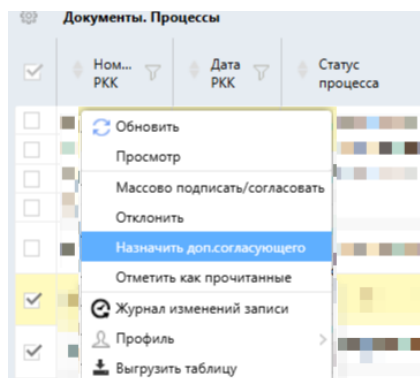 Документы. Процессы
Ном... РКК
Дата РКК
Статус процесса
Обновить
Просмотр
Массово подписать/согласовать
Отклонить
Назначить доп.согласующего
Отметить как прочитанные
Журнал изменений записи
Профиль
Выгрузить таблицу